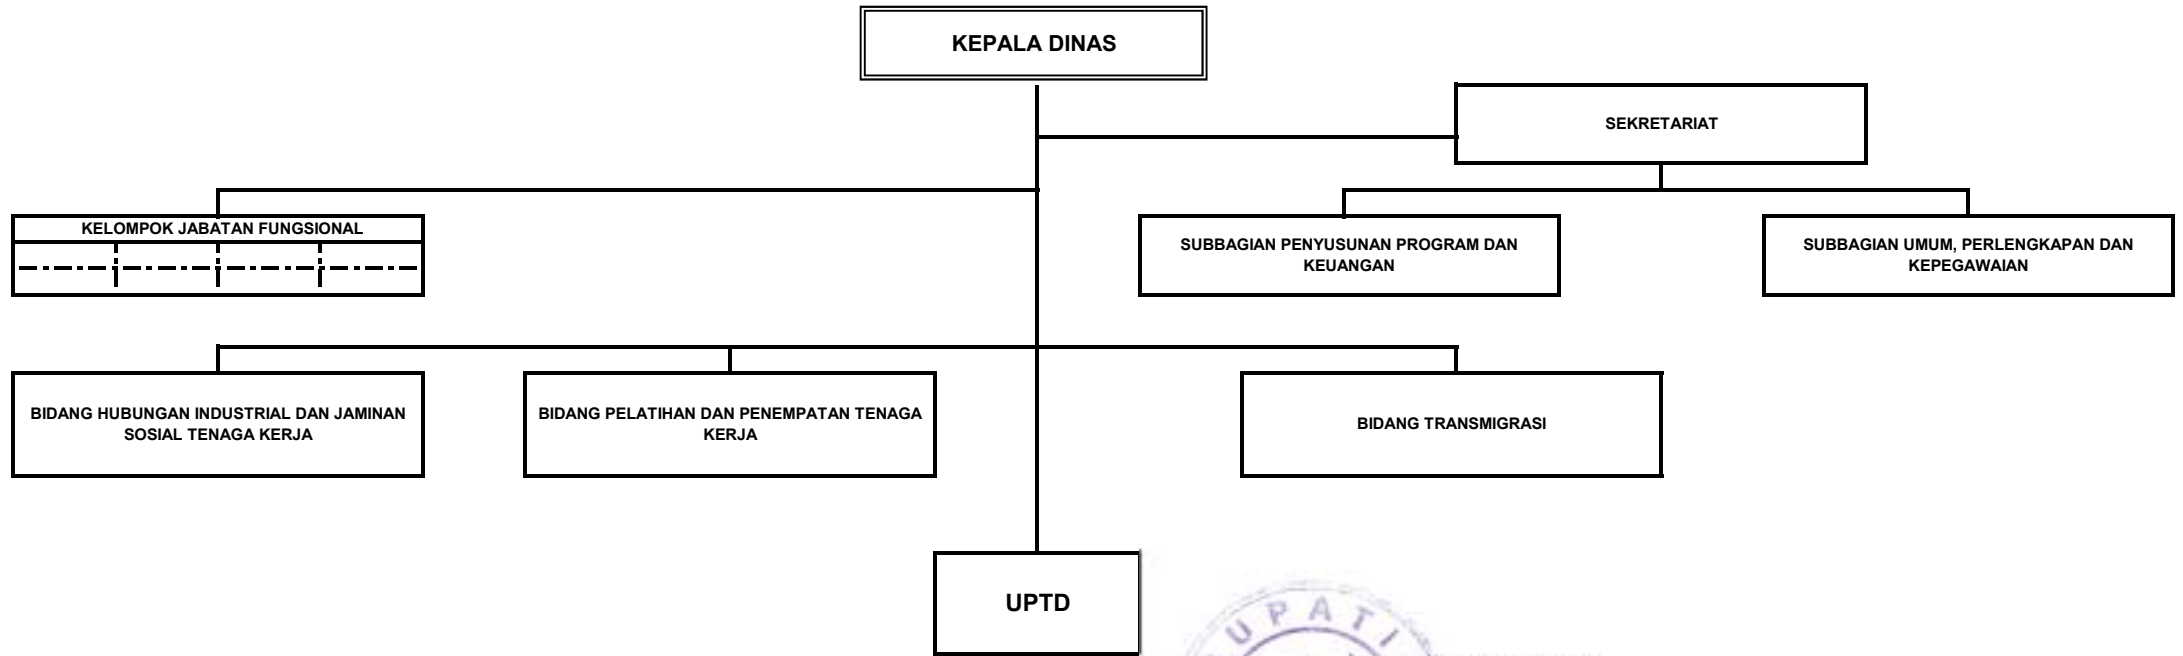 KEPALA DINAS
SEKRETARIAT
KELOMPOK JABATAN FUNGSIONAL
SUBBAGIAN PENYUSUNAN PROGRAM DAN
KEUANGAN
SUBBAGIAN UMUM, PERLENGKAPAN DAN
KEPEGAWAIAN
BIDANG HUBUNGAN INDUSTRIAL DAN JAMINAN
SOSIAL TENAGA KERJA
BIDANG PELATIHAN DAN PENEMPATAN TENAGA
KERJA
BIDANG TRANSMIGRASI
UPTD
UPATI